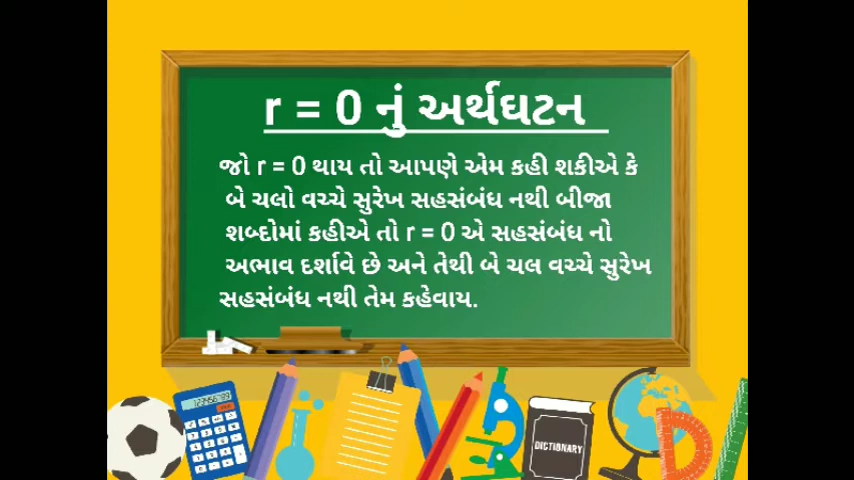 r = 0 નું અર્થઘટન
જો r = 0 થાય તો આપણે એમ કહી શકીએ કે
બે ચલો વચ્ચે સુરેખ સહસંબંધ નથી બીજા
શબ્દોમાં કહીએ તો r = 0 એ સહસંબંધ નો
અભાવ દર્શાવે છે અને તેથી બે ચલ વચ્ચે સુરેખ
સહસંબંધ નથી તેમ કહેવાય.
DICTIONARY